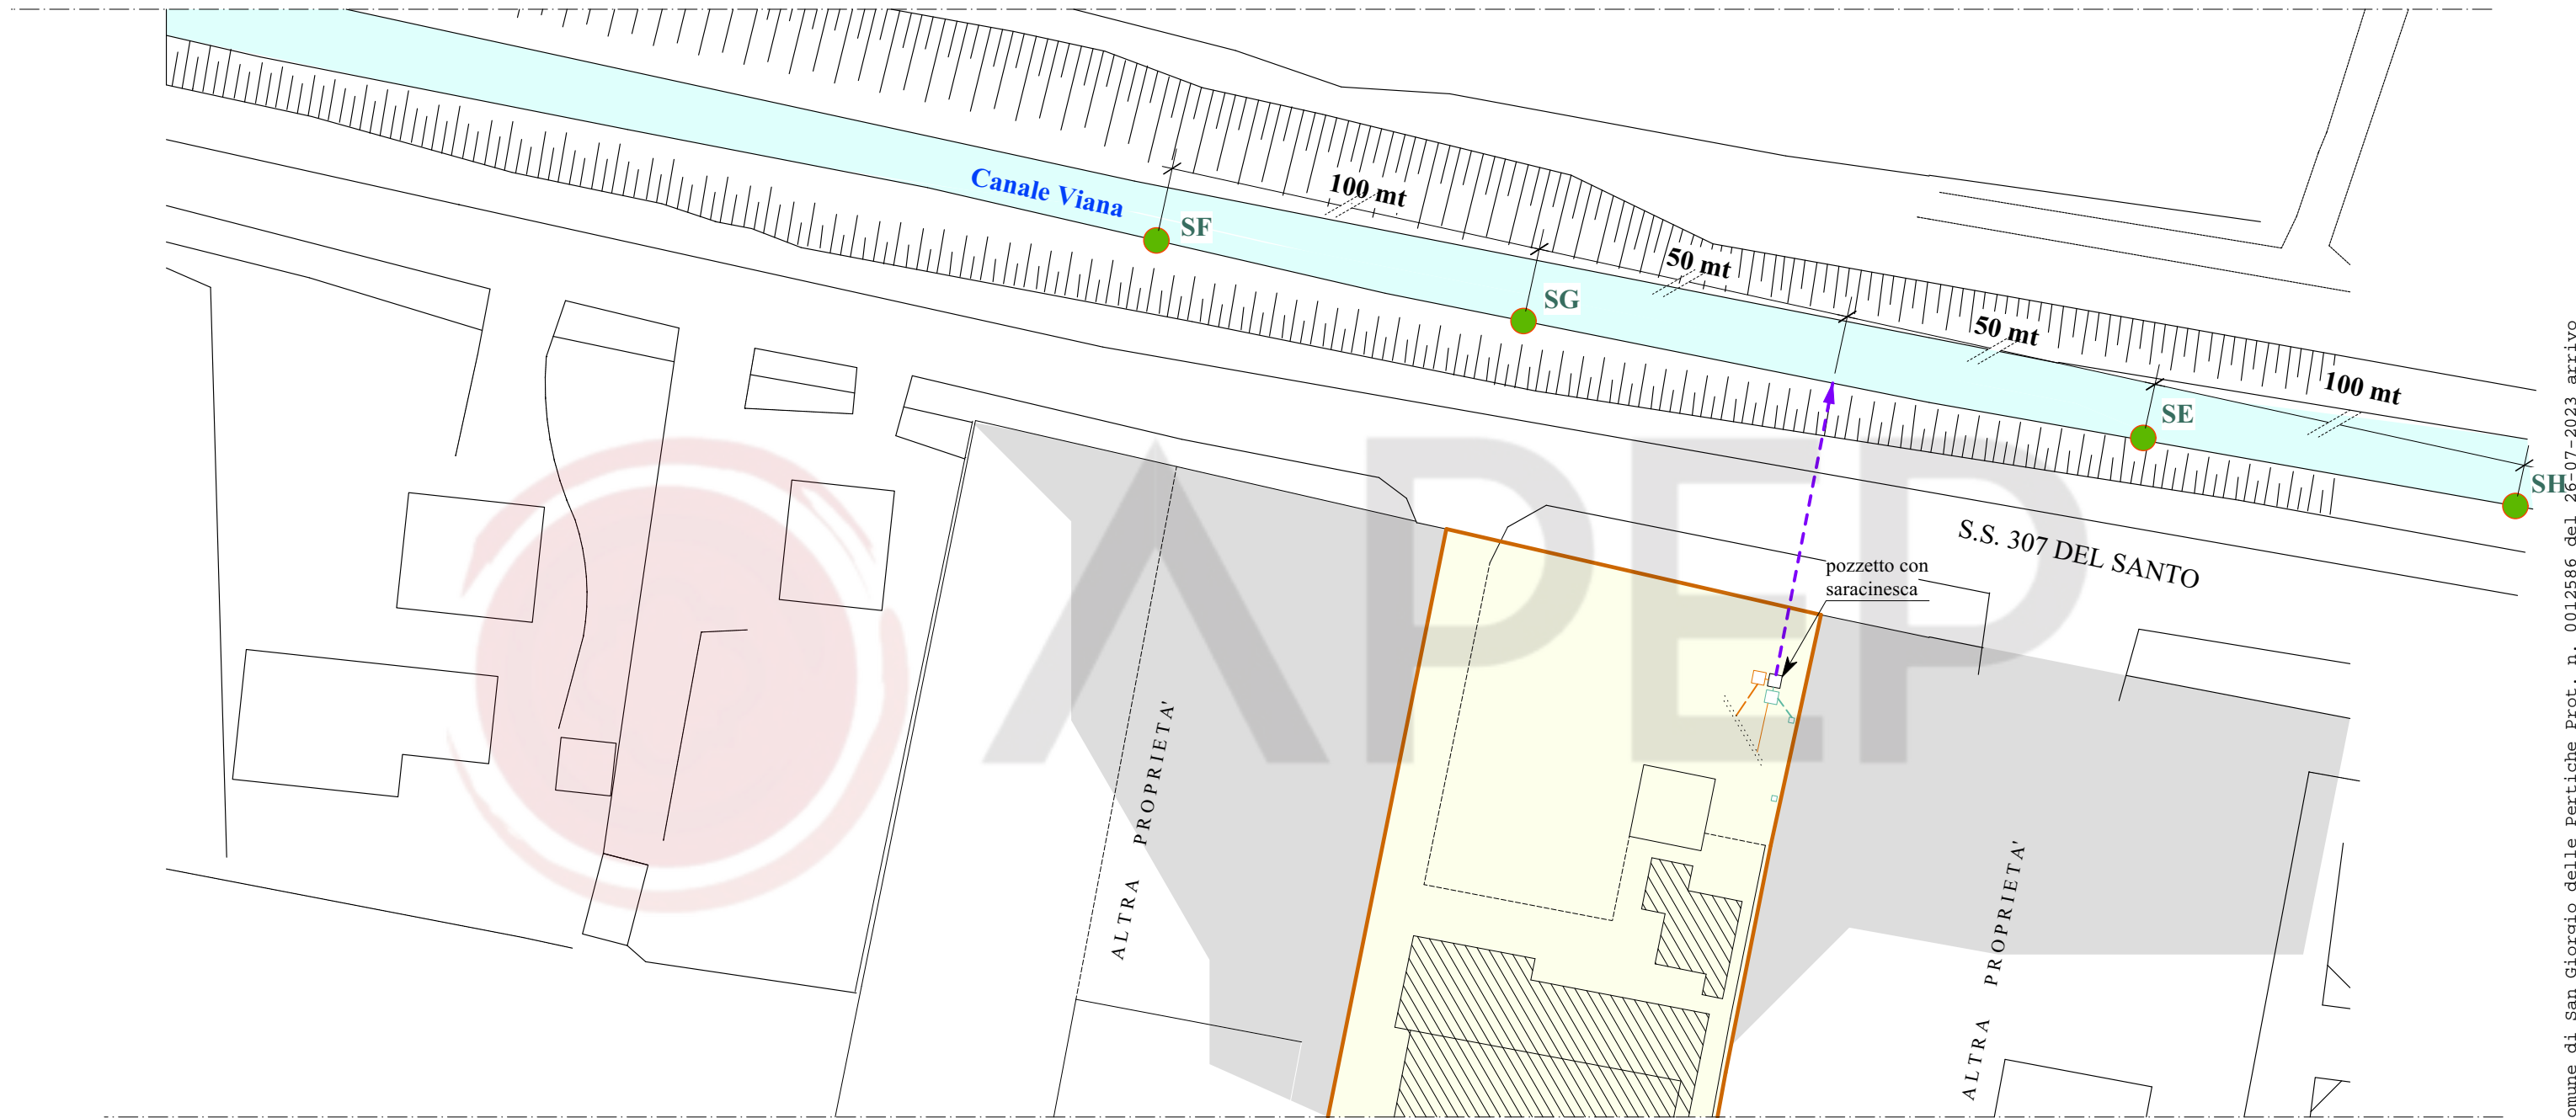 Canale Viana
SF
100 mt
SG
50 mt
50 mt
SE
100 mt
SH
S.S. 307 DEL SANTO
pozzetto con
saracinesca
APEP
ALTRA PROPRIETA'
ALTRA PROPRIETA'
di San Giorgio delle Pertiche Prot. n. 0012586 del 26-07-2023 arrivo